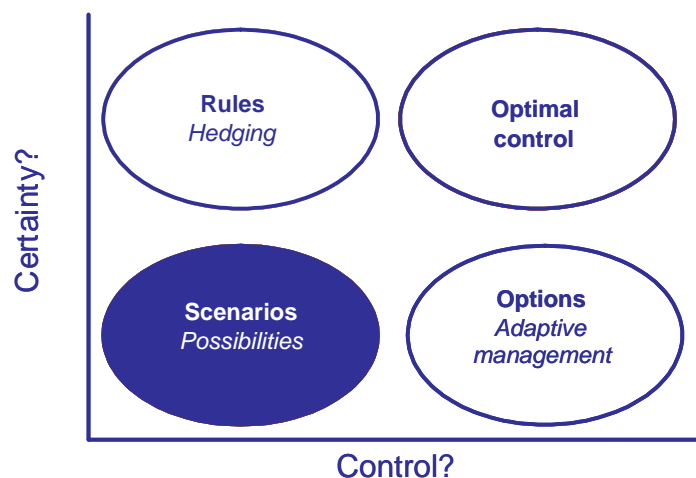 Certainty?
Rules
Hedging
Optimal
control
Scenarios
Possibilities
Options
Adaptive
management
Control?